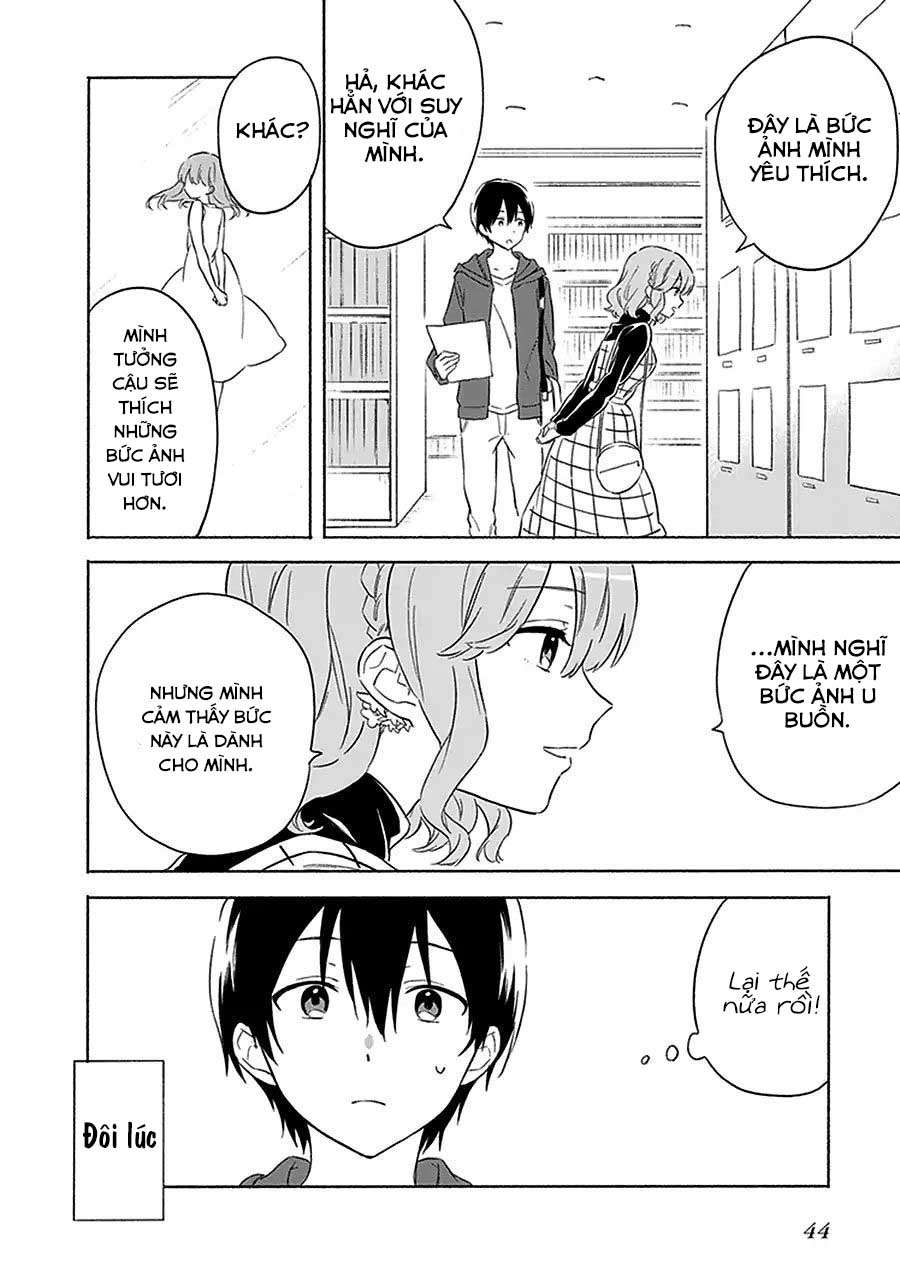 ĐÂY LÀ BỨC
ẢNH MÌNH
YÊU THÍCH.
HẢ, KHÁC
HẲN VỚI SUY
NGHĨ CỦA
MÌNH.
KHÁC?
MÌNH
TƯỞNG
CẬU SẼ
THÍCH
NHỮNG
BỨC ẢNH
VUI TƯƠI
HƠN.
...MÌNH NGHĨ
ĐÂY LÀ MỘT
BỨC ẢNH U
BUỒN.
NHƯNG MÌNH
CẢM THẤY BỨC
NÀY LÀ DÀNH
CHO MÌNH.
Lại thế
nữa rồi!
Đôi lúc
44